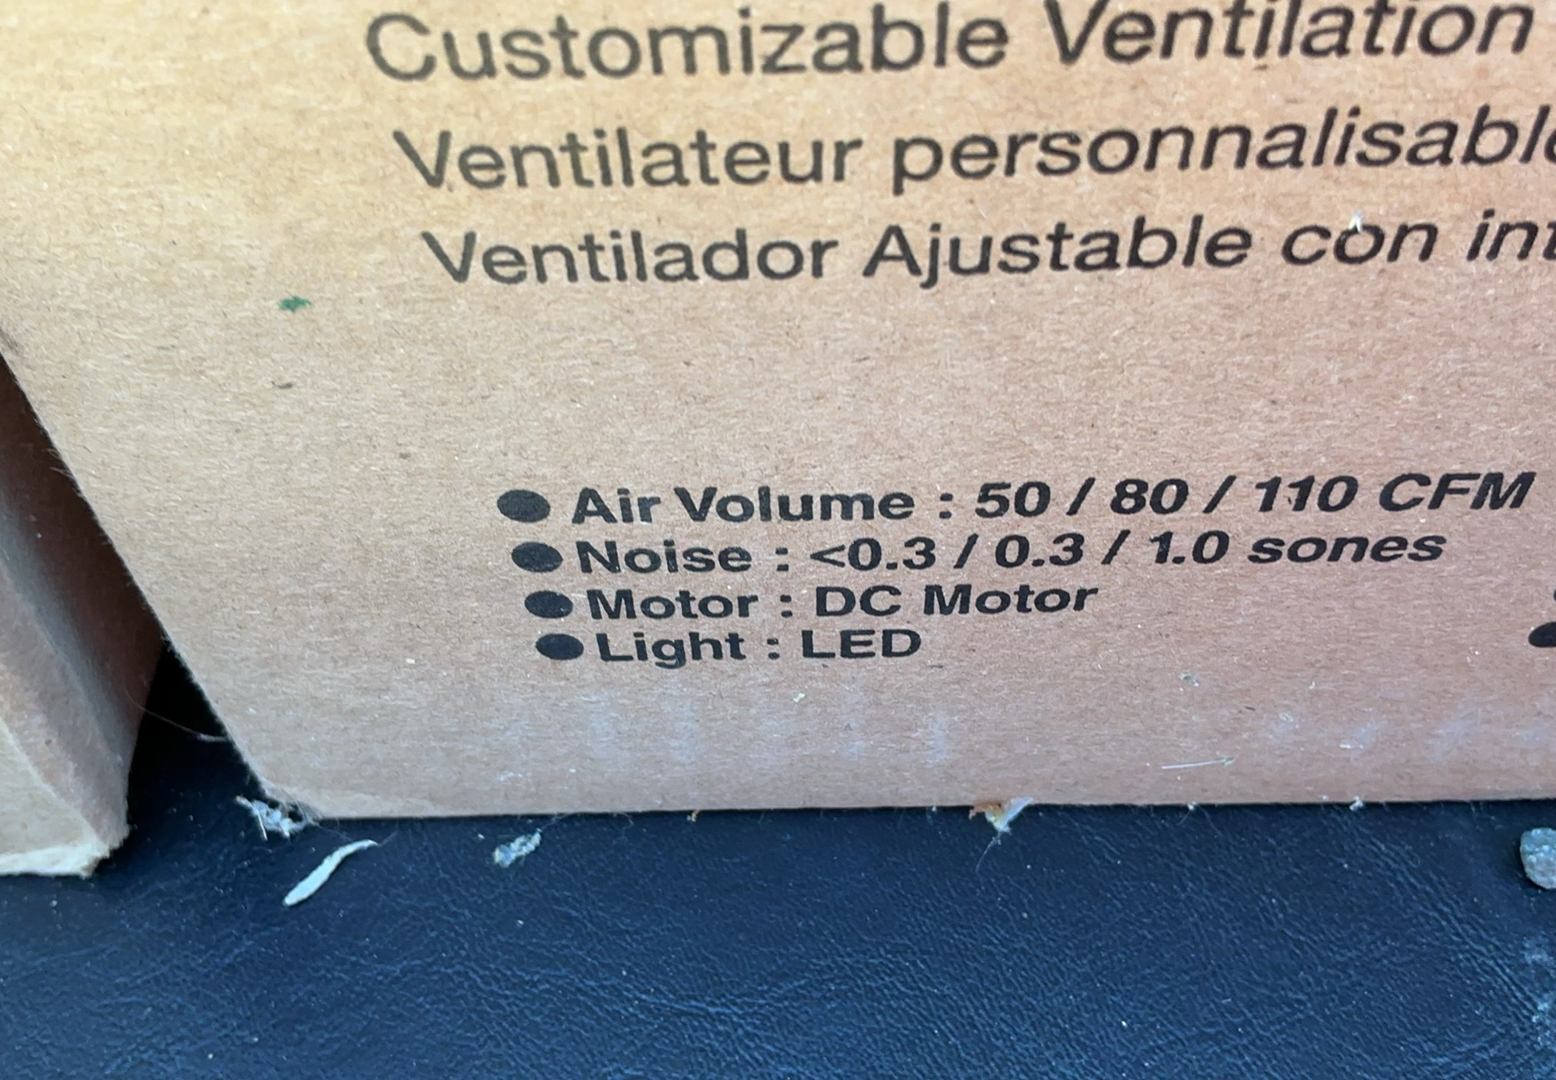 Customizable Ventilation
Ventilateur personnalisable
Ventilador Ajustable con
● Air Volume : 50 / 80 / 110 CFM
● Noise : <0.3 / 0.3 / 1.0 sones
● Motor : DC Motor
● Light : LED